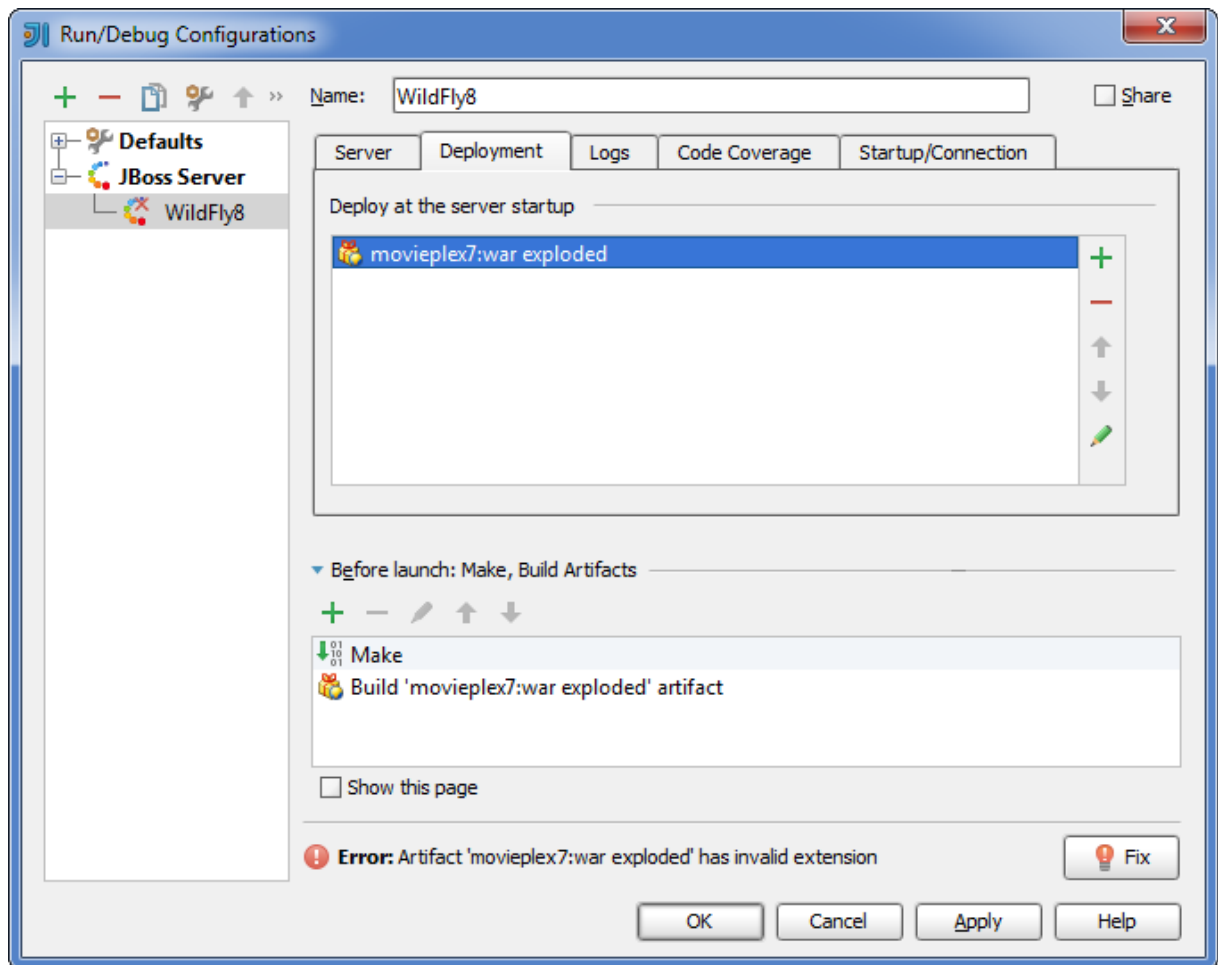 Run/Debug Configurations
Name: WildFly8 Share
Defaults
JBoss Server
WildFly8
Server Deployment Logs Code Coverage Startup/Connection
Deploy at the server startup
movieplex7:war exploded
Before launch: Make, Build Artifacts
Make
Build 'movieplex7:war exploded' artifact
Show this page
Error: Artifact 'movieplex7:war exploded' has invalid extension Fix
OK Cancel Apply Help